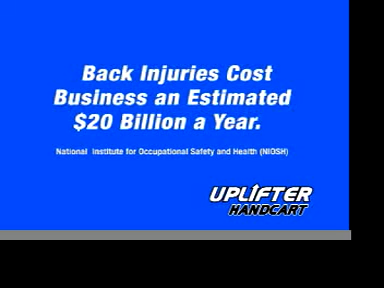 Back Injuries Cost
Business an Estimated
$20 Billion a Year.
National Institute for Occupational Safety and Health (NIOSH)
UPLIFTER
HANDCART